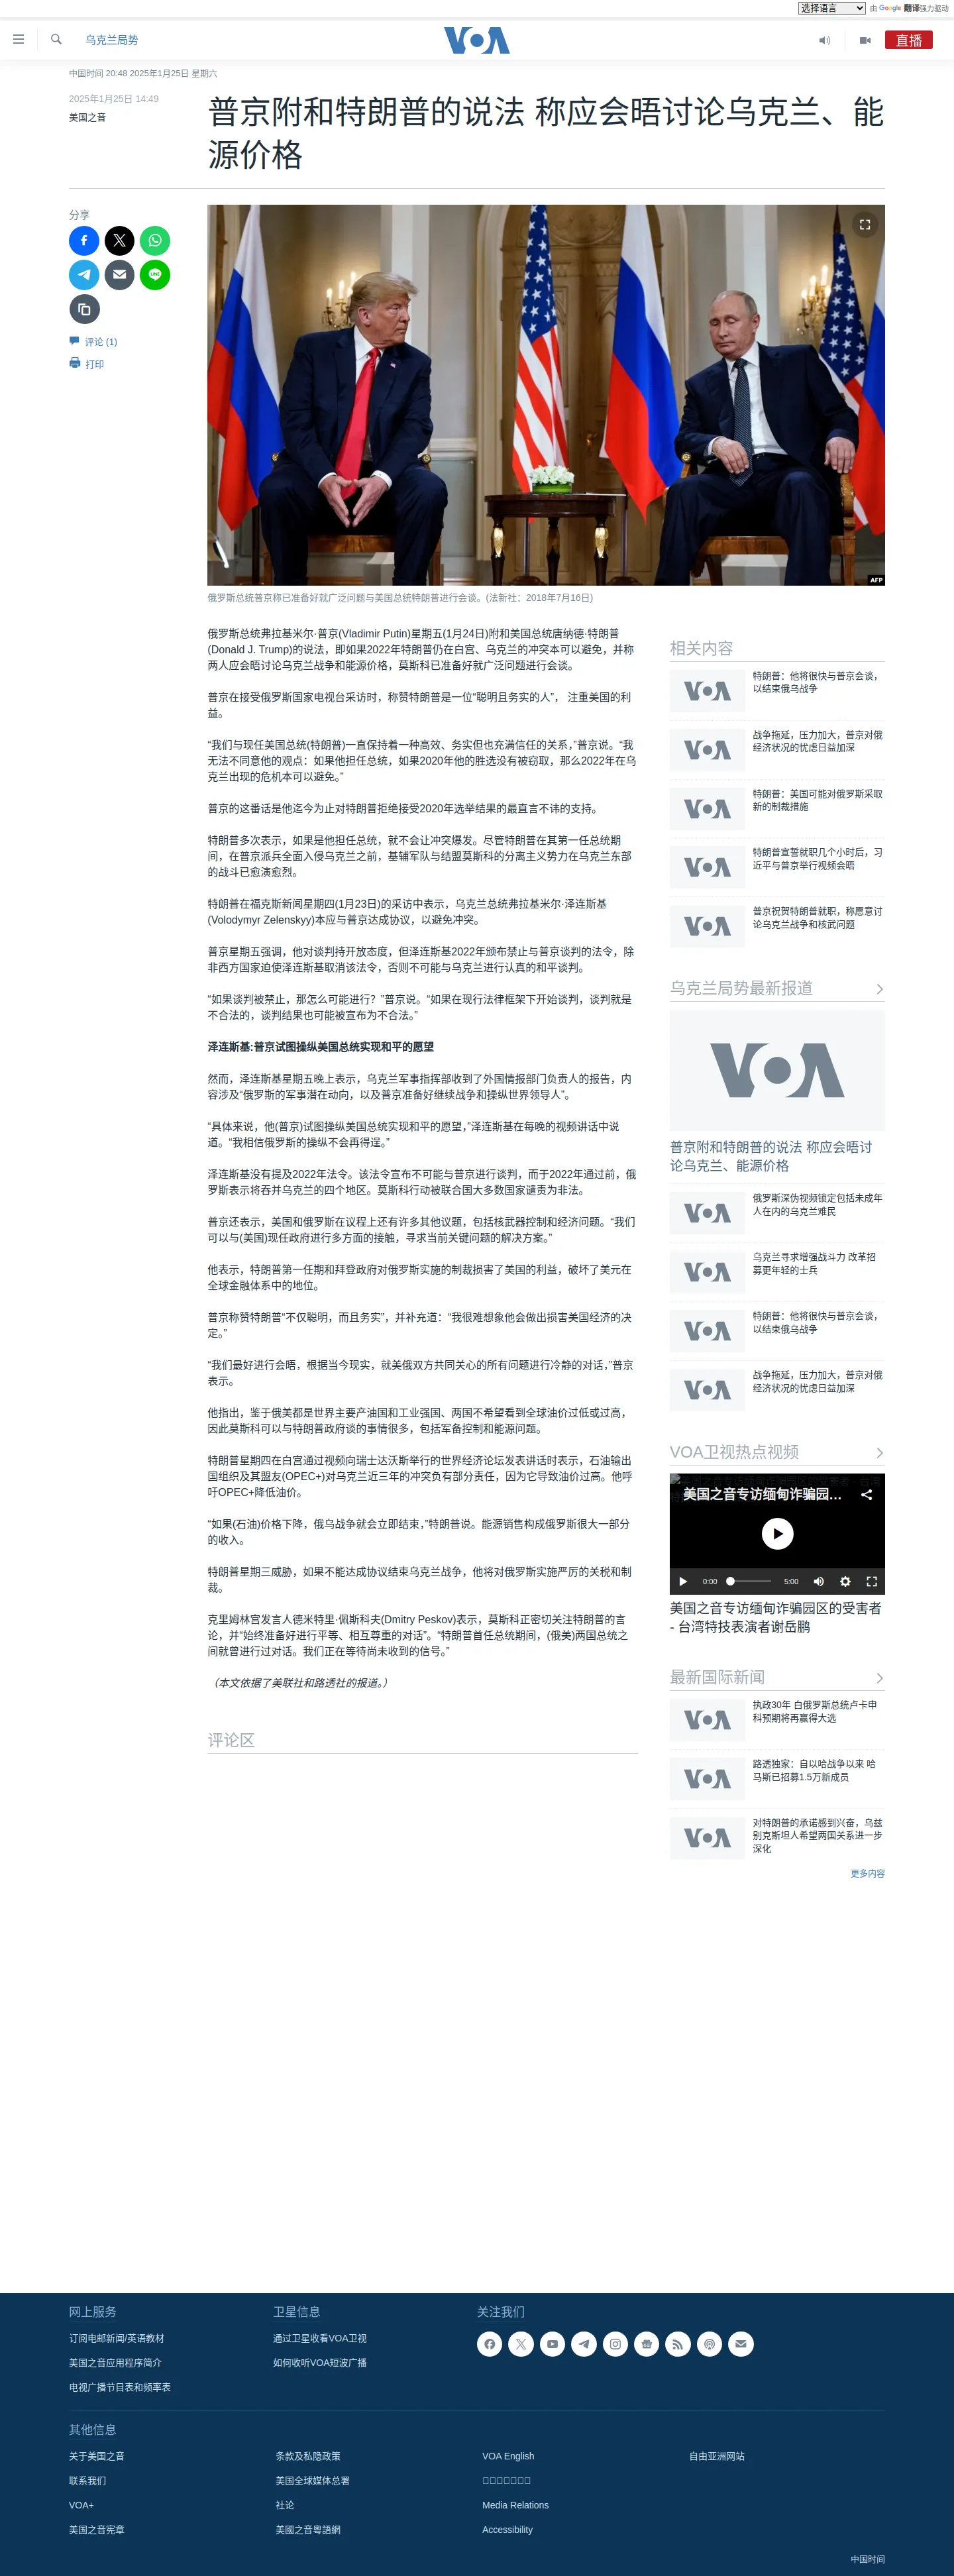 选择语言 由 Google 翻译强力驱动
乌克兰局势
VOA
直播
中国时间 20:48 2025年1月25日 星期六
2025年1月25日 14:49
美国之音
普京附和特朗普的说法 称应会晤讨论乌克兰、能
源价格
分享
LINE
评论 (1)
打印
AFP
俄罗斯总统普京称已准备好就广泛问题与美国总统特朗普进行会谈。(法新社：2018年7月16日)
俄罗斯总统弗拉基米尔·普京(Vladimir Putin)星期五(1月24日)附和美国总统唐纳德·特朗普
(Donald J. Trump)的说法，即如果2022年特朗普仍在白宫、乌克兰的冲突本可以避免，并称
两人应会晤讨论乌克兰战争和能源价格，莫斯科已准备好就广泛问题进行会谈。
普京在接受俄罗斯国家电视台采访时，称赞特朗普是一位“聪明且务实的人”， 注重美国的利
益。
“我们与现任美国总统(特朗普)一直保持着一种高效、务实但也充满信任的关系，”普京说。“我
无法不同意他的观点：如果他担任总统，如果2020年他的胜选没有被窃取，那么2022年在乌
克兰出现的危机本可以避免。”
普京的这番话是他迄今为止对特朗普拒绝接受2020年选举结果的最直言不讳的支持。
特朗普多次表示，如果是他担任总统，就不会让冲突爆发。尽管特朗普在其第一任总统期
间，在普京派兵全面入侵乌克兰之前，基辅军队与结盟莫斯科的分离主义势力在乌克兰东部
的战斗已愈演愈烈。
特朗普在福克斯新闻星期四(1月23日)的采访中表示，乌克兰总统弗拉基米尔·泽连斯基
(Volodymyr Zelenskyy)本应与普京达成协议，以避免冲突。
普京星期五强调，他对谈判持开放态度，但泽连斯基2022年颁布禁止与普京谈判的法令，除
非西方国家迫使泽连斯基取消该法令，否则不可能与乌克兰进行认真的和平谈判。
“如果谈判被禁止，那怎么可能进行？”普京说。“如果在现行法律框架下开始谈判，谈判就是
不合法的，谈判结果也可能被宣布为不合法。”
泽连斯基:普京试图操纵美国总统实现和平的愿望
然而，泽连斯基星期五晚上表示，乌克兰军事指挥部收到了外国情报部门负责人的报告，内
容涉及“俄罗斯的军事潜在动向，以及普京准备好继续战争和操纵世界领导人”。
“具体来说，他(普京)试图操纵美国总统实现和平的愿望，”泽连斯基在每晚的视频讲话中说
道。“我相信俄罗斯的操纵不会再得逞。”
泽连斯基没有提及2022年法令。该法令宣布不可能与普京进行谈判，而于2022年通过前，俄
罗斯表示将吞并乌克兰的四个地区。莫斯科行动被联合国大多数国家谴责为非法。
普京还表示，美国和俄罗斯在议程上还有许多其他议题，包括核武器控制和经济问题。“我们
可以与(美国)现任政府进行多方面的接触，寻求当前关键问题的解决方案。”
他表示，特朗普第一任期和拜登政府对俄罗斯实施的制裁损害了美国的利益，破坏了美元在
全球金融体系中的地位。
普京称赞特朗普“不仅聪明，而且务实”，并补充道：“我很难想象他会做出损害美国经济的决
定。”
“我们最好进行会晤，根据当今现实，就美俄双方共同关心的所有问题进行冷静的对话，”普京
表示。
他指出，鉴于俄美都是世界主要产油国和工业强国、两国不希望看到全球油价过低或过高，
因此莫斯科可以与特朗普政府谈的事情很多，包括军备控制和能源问题。
特朗普星期四在白宫通过视频向瑞士达沃斯举行的世界经济论坛发表讲话时表示，石油输出
国组织及其盟友(OPEC+)对乌克兰近三年的冲突负有部分责任，因为它导致油价过高。他呼
吁OPEC+降低油价。
“如果(石油)价格下降，俄乌战争就会立即结束，”特朗普说。能源销售构成俄罗斯很大一部分
的收入。
特朗普星期三威胁，如果不能达成协议结束乌克兰战争，他将对俄罗斯实施严厉的关税和制
裁。
克里姆林宫发言人德米特里·佩斯科夫(Dmitry Peskov)表示，莫斯科正密切关注特朗普的言
论，并“始终准备好进行平等、相互尊重的对话”。“特朗普首任总统期间，(俄美)两国总统之
间就曾进行过对话。我们正在等待尚未收到的信号。”
（本文依据了美联社和路透社的报道。）
评论区
相关内容
特朗普：他将很快与普京会谈，
以结束俄乌战争
战争拖延，压力加大，普京对俄
经济状况的忧虑日益加深
特朗普：美国可能对俄罗斯采取
新的制裁措施
特朗普宣誓就职几个小时后，习
近平与普京举行视频会晤
普京祝贺特朗普就职，称愿意讨
论乌克兰战争和核武问题
乌克兰局势最新报道
普京附和特朗普的说法 称应会晤讨
论乌克兰、能源价格
俄罗斯深伪视频锁定包括未成年
人在内的乌克兰难民
乌克兰寻求增强战斗力 改革招
募更年轻的士兵
特朗普：他将很快与普京会谈，
以结束俄乌战争
战争拖延，压力加大，普京对俄
经济状况的忧虑日益加深
VOA卫视热点视频
美国之音专访缅甸诈骗园...
0:00 5:00
美国之音专访缅甸诈骗园区的受害者
- 台湾特技表演者谢岳鹏
最新国际新闻
执政30年 白俄罗斯总统卢卡申
科预期将再赢得大选
路透独家：自以哈战争以来 哈
马斯已招募1.5万新成员
对特朗普的承诺感到兴奋，乌兹
别克斯坦人希望两国关系进一步
深化
更多内容
网上服务
订阅电邮新闻/英语教材
美国之音应用程序简介
电视广播节目表和频率表
卫星信息
通过卫星收看VOA卫视
如何收听VOA短波广播
关注我们
其他信息
关于美国之音
联系我们
VOA+
美国之音宪章
条款及私隐政策
美国全球媒体总署
社论
美國之音粵語網
VOA English
Media Relations
Accessibility
自由亚洲网站
中国时间